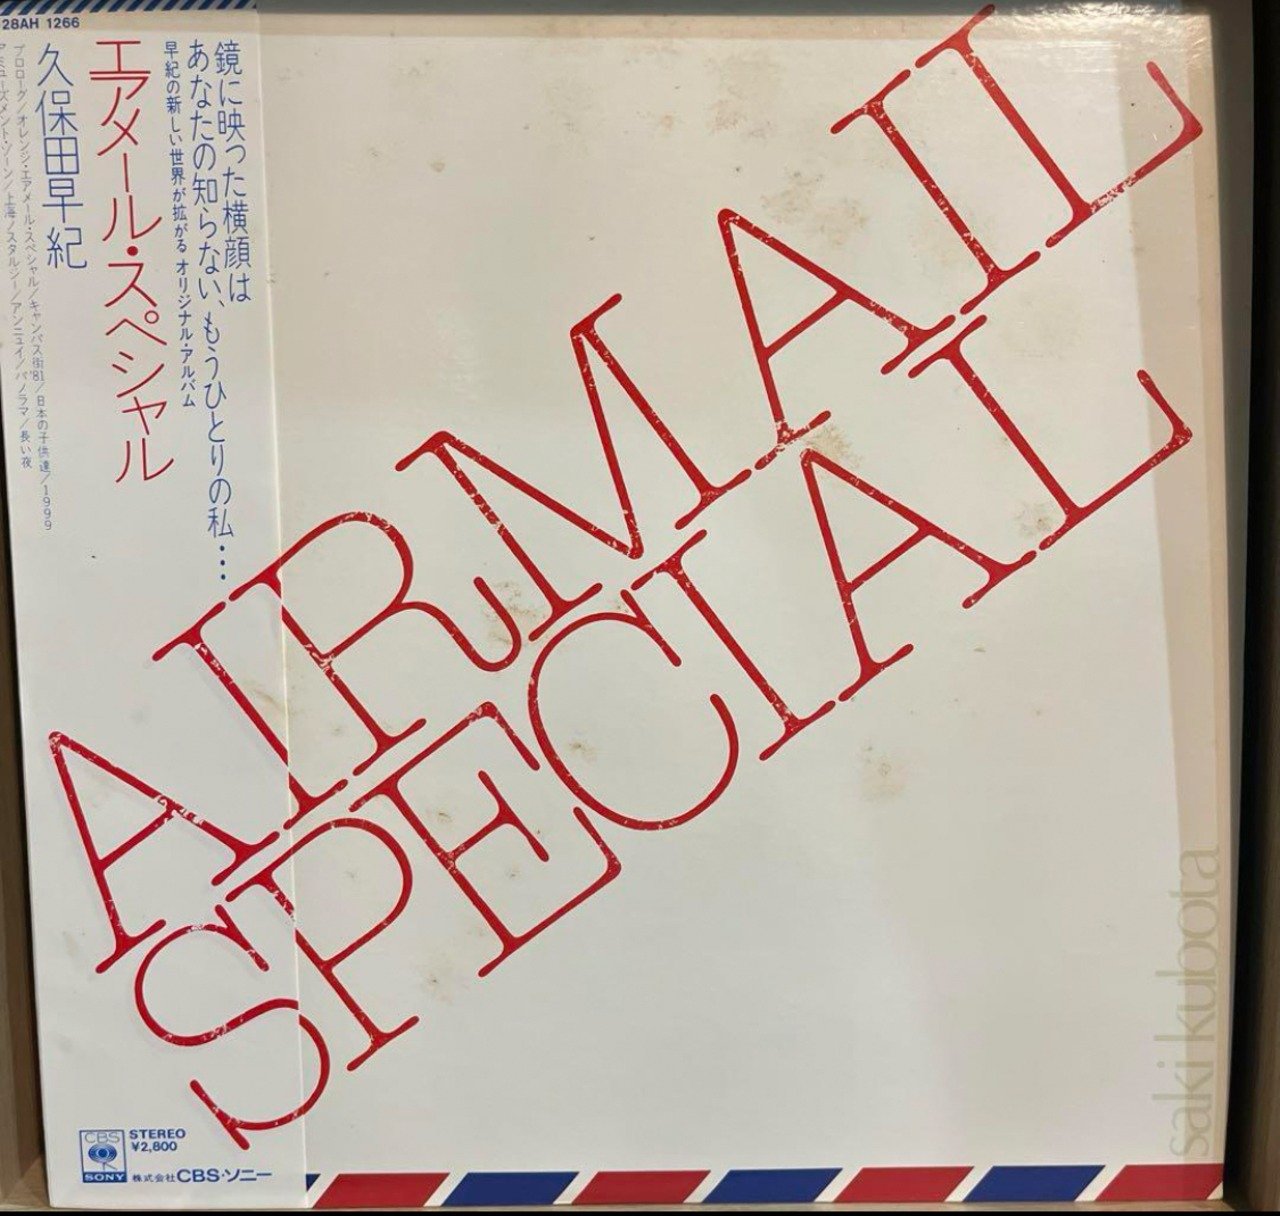 28AH 1266
鏡に映った横顔は
あなたの知らない、もうひとりの私…
早紀の新しい世界が拡がる オリジナル・アルバム
エアメール・スペシャル
久保田早紀
プロローグ/オレンジ・エアメール・スペシャル/キャンバス街'81/日本の子供達/1999
アミューズメント・ゾーン/上海ノスタルジー/アンニュイ/パノラマ/長い夜
AIRMAIL
SPECIAL
saki kubota
CBS
SONY
STEREO
¥2,800
株式会社CBS・ソニー